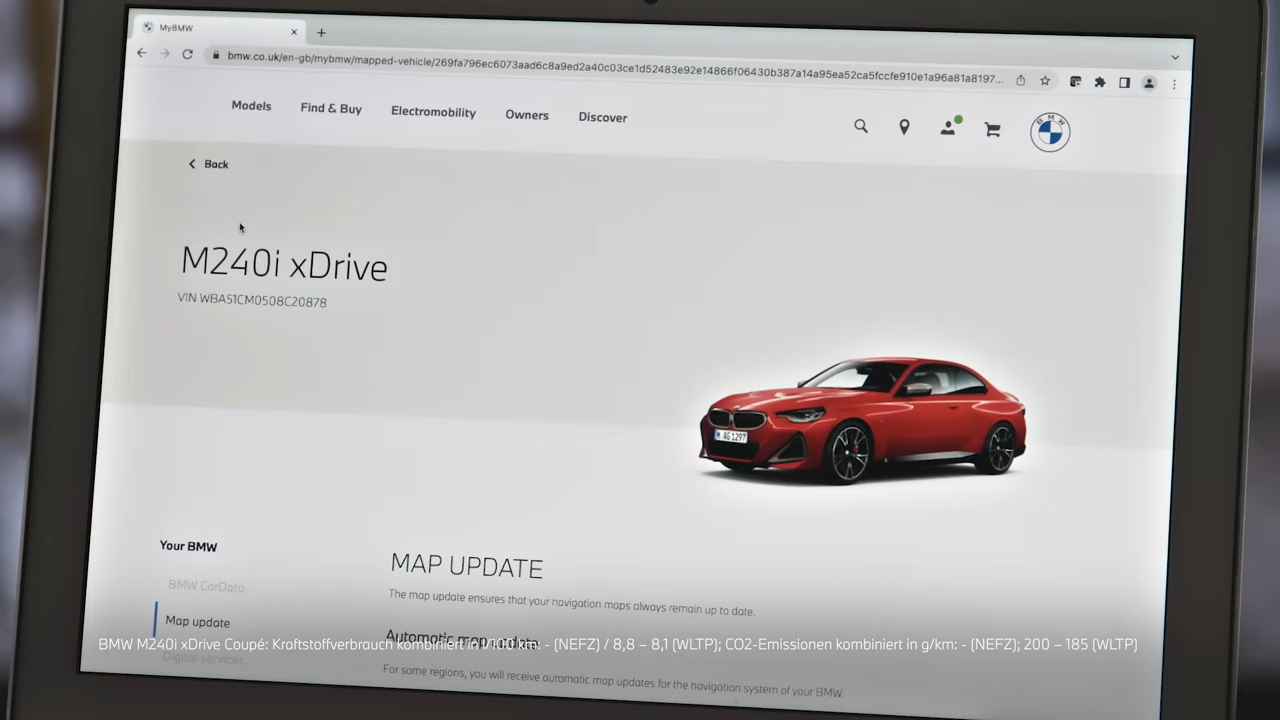 MyBMW
bmw.co.uk/en-gb/mybmw/mapped-vehicle/269fa796ec6073aad6c8a9ed2a40c03ce1d52483e92e14866f06430b387a14a95ea52ca5fccfe910e1a96a81a8197...
Models Find & Buy Electromobility Owners Discover
BMW
Back
M240i xDrive
VIN WBA51CM0508C20878
M AG 1297
Your BMW
BMW CarData
Map update
Digital services
MAP UPDATE
The map update ensures that your navigation maps always remain up to date.
Automatic map update
For some regions, you will receive automatic map updates for the navigation system of your BMW.
BMW M240i xDrive Coupé: Kraftstoffverbrauch kombiniert in l/100 km: - (NEFZ) / 8,8 – 8,1 (WLTP); CO2-Emissionen kombiniert in g/km: - (NEFZ); 200 – 185 (WLTP)